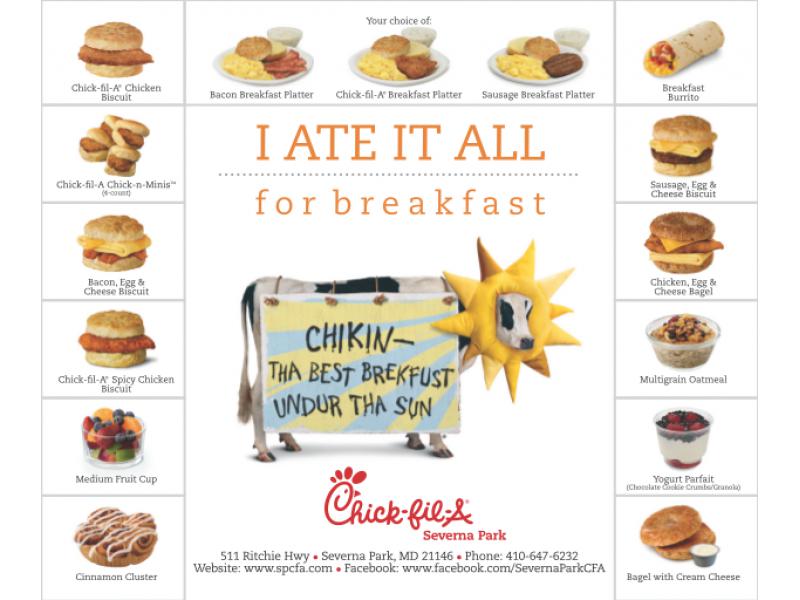 Your choice of:
Chick-fil-A® Chicken
Biscuit
Bacon Breakfast Platter
Chick-fil-A® Breakfast Platter
Sausage Breakfast Platter
Breakfast
Burrito
I ATE IT ALL
for breakfast
Chick-fil-A Chick-n-Minis™
(4-count)
Sausage, Egg &
Cheese Biscuit
Bacon, Egg &
Cheese Biscuit
Chicken, Egg &
Cheese Bagel
CHIKIN—
THA BEST BREKFUST
UNDUR THA SUN
Chick-fil-A® Spicy Chicken
Biscuit
Multigrain Oatmeal
Medium Fruit Cup
Yogurt Parfait
(Chocolate Cookie Crumbs/Granola)
Chick-fil-A®
Severna Park
511 Ritchie Hwy • Severna Park, MD 21146 • Phone: 410-647-6232
Website: www.spcfa.com • Facebook: www.facebook.com/SevernaParkCFA
Cinnamon Cluster
Bagel with Cream Cheese